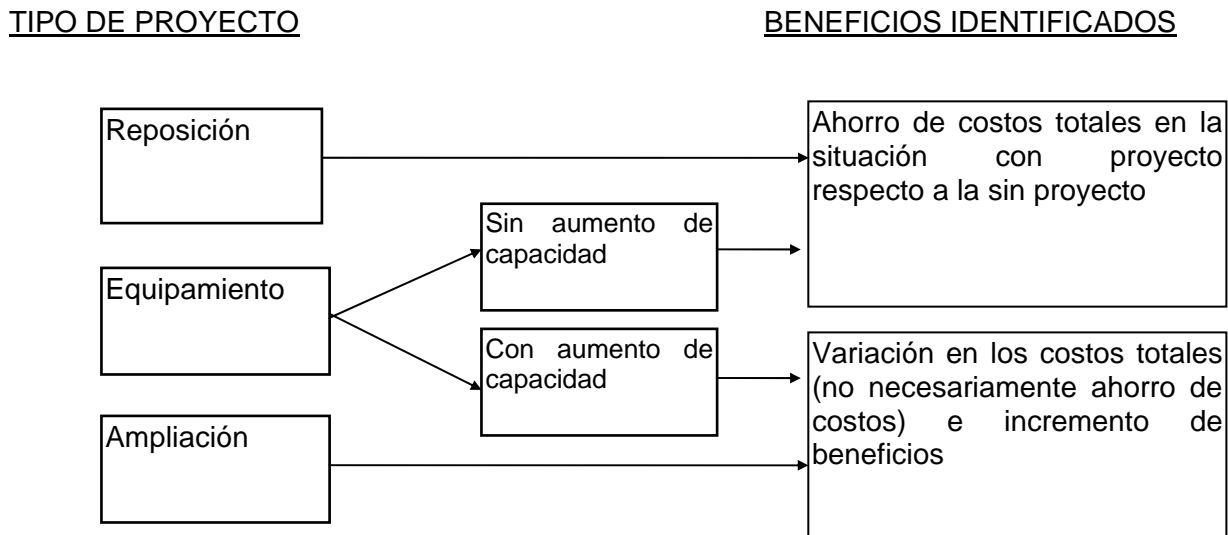 TIPO DE PROYECTO
BENEFICIOS IDENTIFICADOS
Reposición
Ahorro de costos totales en la
situación con proyecto
respecto a la sin proyecto
Sin aumento de
capacidad
Equipamiento
Con aumento de
capacidad
Variación en los costos totales
(no necesariamente ahorro de
costos) e incremento de
beneficios
Ampliación